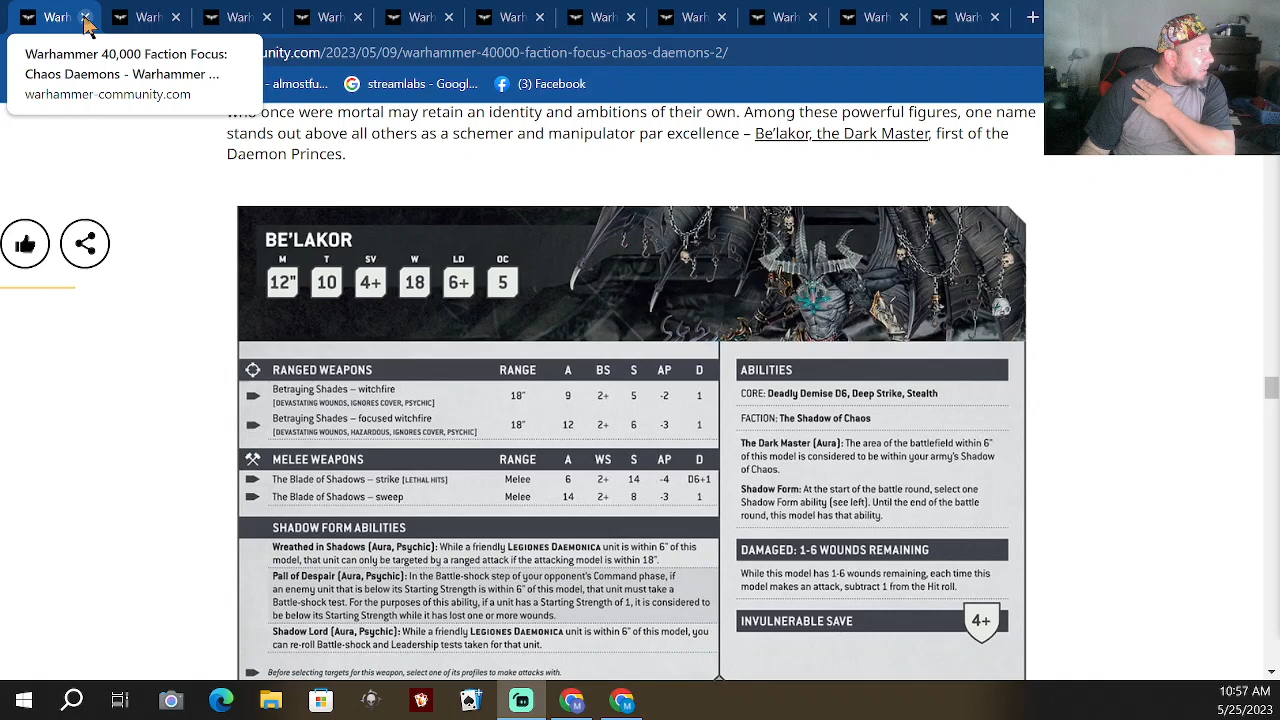 War
War
War
War
War
War
War
War
War
War
War
Warhammer 40,000 Faction Focus:
Chaos Daemons - Warhammer ...
warhammer-community.com
unity.com/2023/05/09/warhammer-40000-faction-focus-chaos-daemons-2/
- almostfu...
streamlabs - Googl...
(3) Facebook
who once were mortal may retain an identity and ambitions of their own. Among these powerful figures, one name
stands out above all others as a schemer and manipulator par excellence – Be'lakor, the Dark Master, first of the
Daemon Princes.
BE'LAKOR
M T SV W LD OC
12" 10 4+ 18 6+ 5
RANGED WEAPONS RANGE A BS S AP D
Betraying Shades – witchfire
[DEVASTATING WOUNDS, IGNORES COVER, PSYCHIC]
18" 9 2+ 5 -2 1
Betraying Shades – focused witchfire
[DEVASTATING WOUNDS, HAZARDOUS, IGNORES COVER, PSYCHIC]
18" 12 2+ 6 -3 1
MELEE WEAPONS RANGE A WS S AP D
The Blade of Shadows – strike [LETHAL HITS] Melee 6 2+ 14 -4 D6+1
The Blade of Shadows – sweep Melee 14 2+ 8 -3 1
SHADOW FORM ABILITIES
Wreathed in Shadows (Aura, Psychic): While a friendly LEGIONES DAEMONICA unit is within 6" of this
model, that unit can only be targeted by a ranged attack if the attacking model is within 18".
Pall of Despair (Aura, Psychic): In the Battle-shock step of your opponent's Command phase, if
an enemy unit that is below its Starting Strength is within 6" of this model, that unit must take a
Battle-shock test. For the purposes of this ability, if a unit has a Starting Strength of 1, it is considered to
be below its Starting Strength while it has lost one or more wounds.
Shadow Lord (Aura, Psychic): While a friendly LEGIONES DAEMONICA unit is within 6" of this model, you
can re-roll Battle-shock and Leadership tests taken for that unit.
Before selecting targets for this weapon, select one of its profiles to make attacks with.
ABILITIES
CORE: Deadly Demise D6, Deep Strike, Stealth
FACTION: The Shadow of Chaos
The Dark Master (Aura): The area of the battlefield within 6"
of this model is considered to be within your army's Shadow
of Chaos.
Shadow Form: At the start of the battle round, select one
Shadow Form ability (see left). Until the end of the battle
round, this model has that ability.
DAMAGED: 1-6 WOUNDS REMAINING
While this model has 1-6 wounds remaining, each time this
model makes an attack, subtract 1 from the Hit roll.
INVULNERABLE SAVE 4+
10:57 AM
5/25/2023